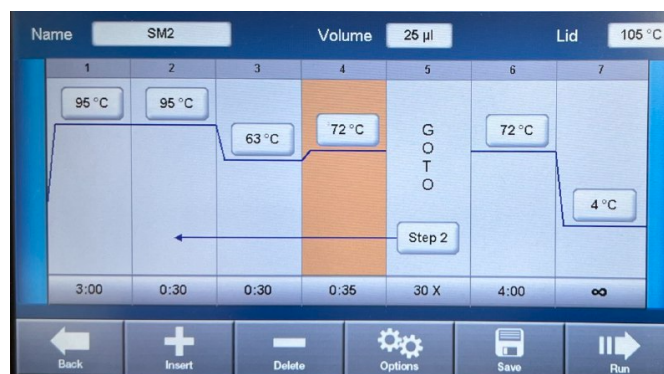 Name SM2 Volume 25 µl Lid 105 °C
1 2 3 4 5 6 7
95 °C 95 °C 63 °C 72 °C G O T O 72 °C 4 °C
Step 2
3:00 0:30 0:30 0:35 30 X 4:00 ∞
Back Insert Delete Options Save Run